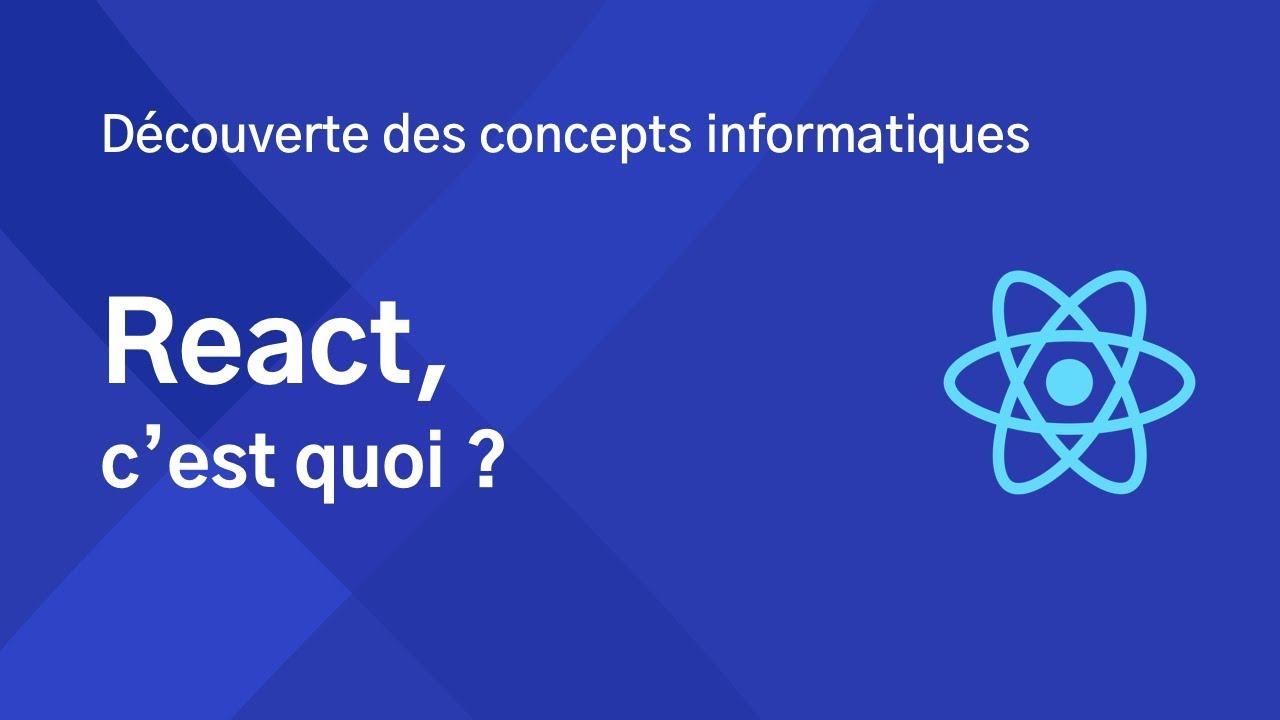 Découverte des concepts informatiques
React,
c’est quoi ?